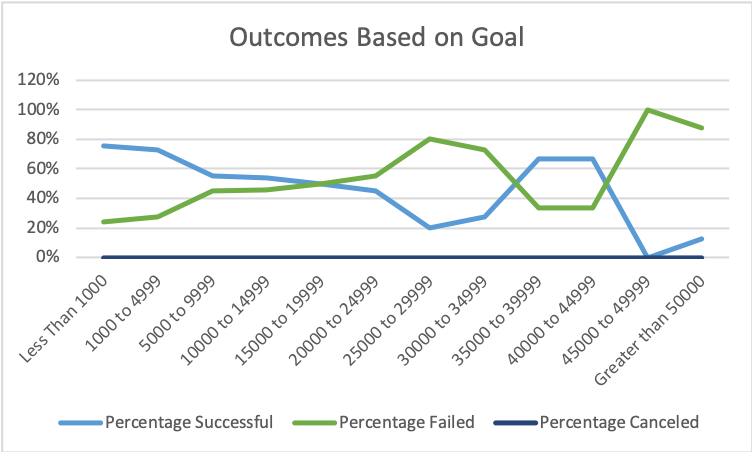 Outcomes Based on Goal
120%
100%
80%
60%
40%
20%
0%
Less Than 1000
1000 to 4999
5000 to 9999
10000 to 14999
15000 to 19999
20000 to 24999
25000 to 29999
30000 to 34999
35000 to 39999
40000 to 44999
45000 to 49999
Greater than 50000
Percentage Successful Percentage Failed Percentage Canceled